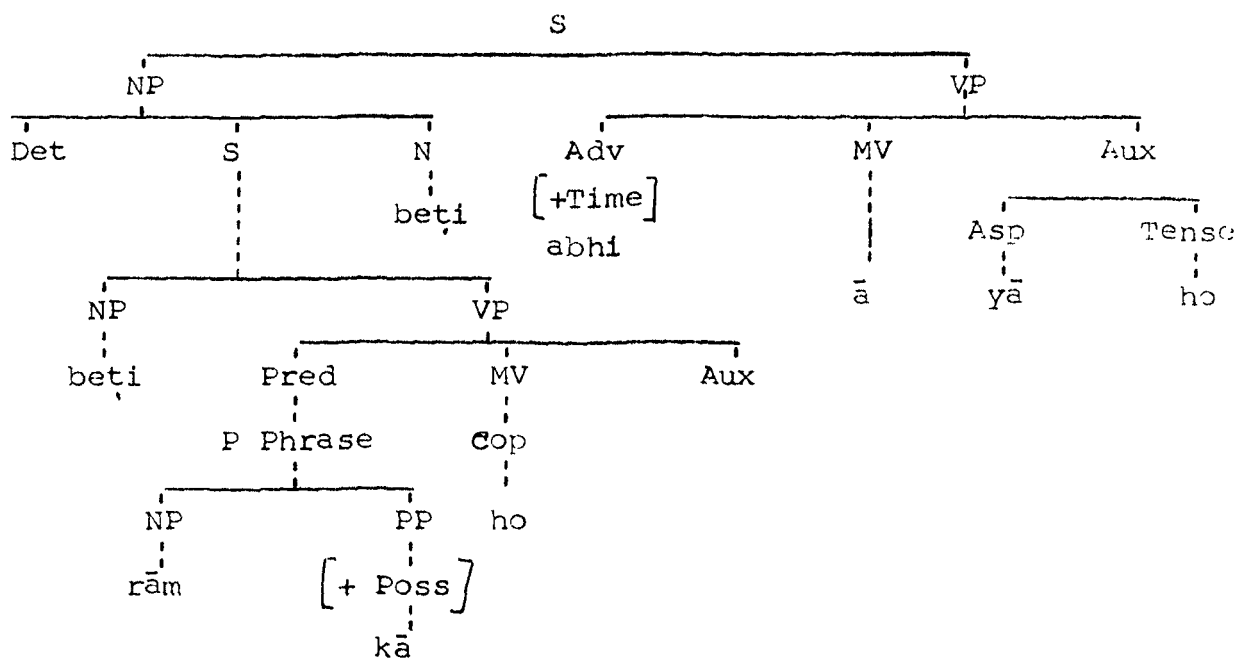 S
NP VP
Det S N Adv MV Aux
[+Time]
beṭi abhi Asp Tense
ā yā ho
NP VP
beṭi Pred MV Aux
P Phrase cop
NP PP ho
rām [+ Poss]
kā